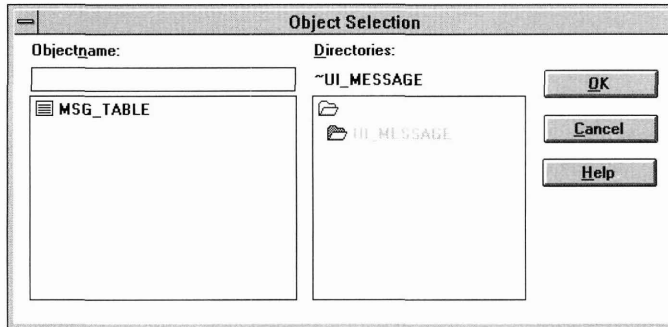 Object Selection
Objectname:
MSG_TABLE
Directories:
~UI_MESSAGE
UI_MESSAGE
OK
Cancel
Help